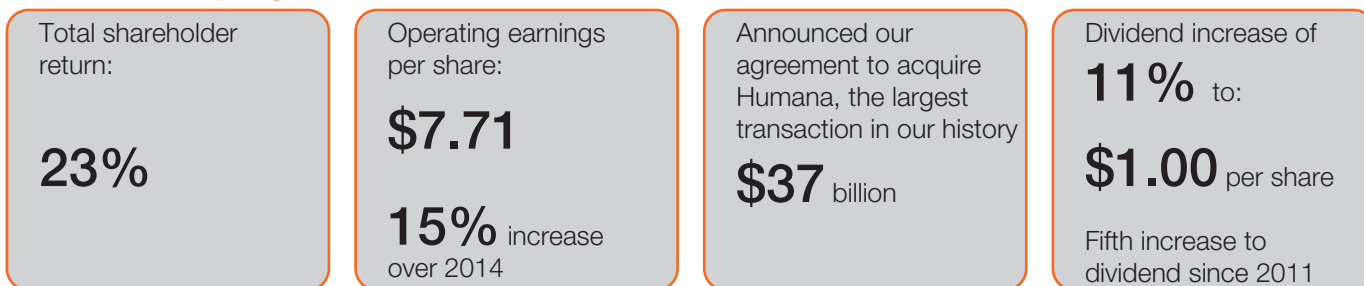 Total shareholder
return:
23%
Operating earnings
per share:
$7.71
15% increase
over 2014
Announced our
agreement to acquire
Humana, the largest
transaction in our history
$37 billion
Dividend increase of
11% to:
$1.00 per share
Fifth increase to
dividend since 2011